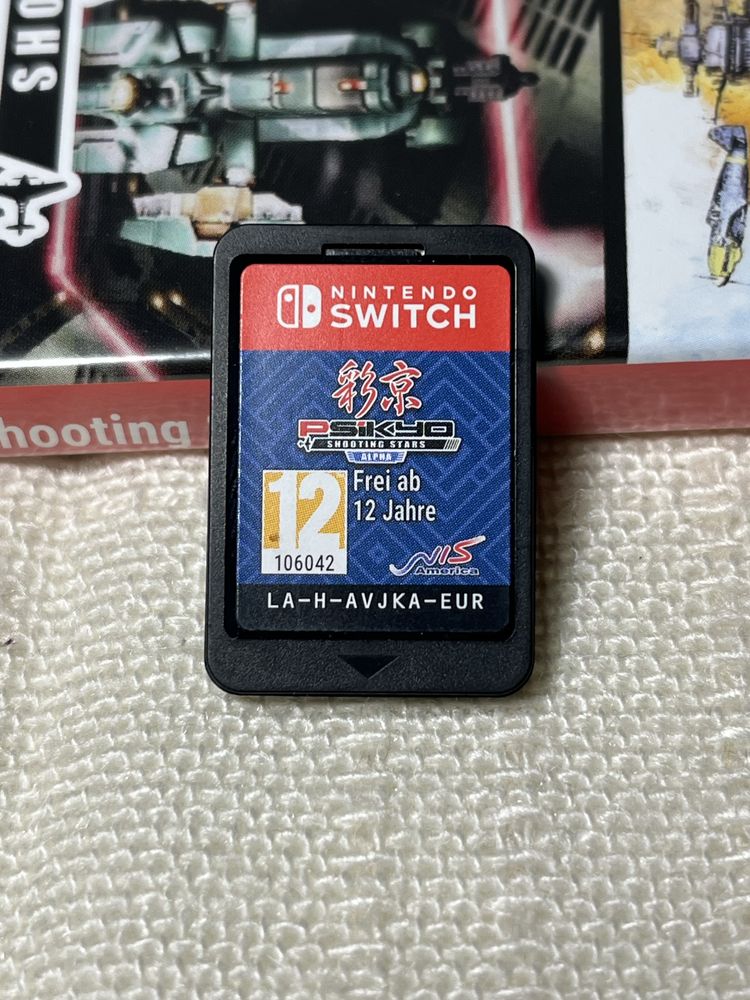 SHO
hooting
NINTENDO
SWITCH
彩京
PSiKYO
SHOOTING STARS
ALPHA
12
Frei ab
12 Jahre
106042
NIS
America
LA-H-AVJKA-EUR